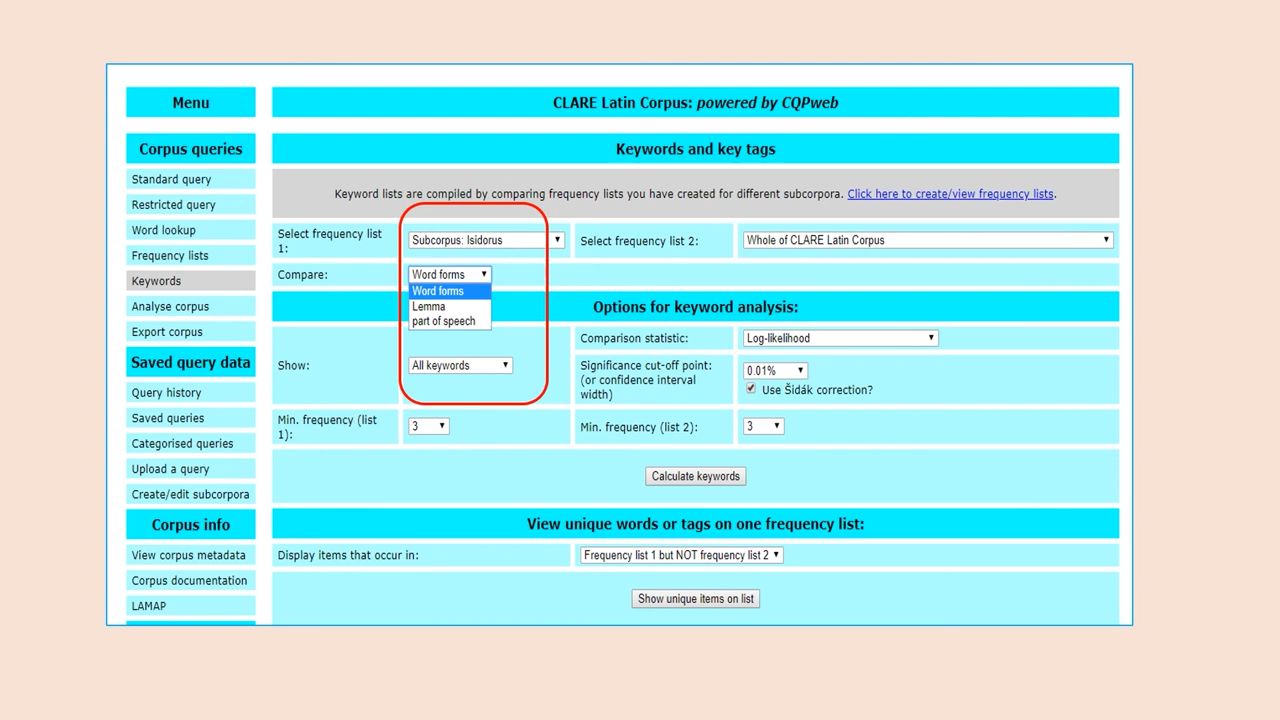 Menu
CLARE Latin Corpus: powered by CQPweb
Corpus queries
Standard query
Restricted query
Word lookup
Frequency lists
Keywords
Analyse corpus
Export corpus
Saved query data
Query history
Saved queries
Categorised queries
Upload a query
Create/edit subcorpora
Corpus info
View corpus metadata
Corpus documentation
LAMAP
Keywords and key tags
Keyword lists are compiled by comparing frequency lists you have created for different subcorpora. Click here to create/view frequency lists.
Select frequency list
1:
Subcorpus: Isidorus
Select frequency list 2:
Whole of CLARE Latin Corpus
Compare:
Word forms
Word forms
Lemma
part of speech
Options for keyword analysis:
Show:
All keywords
Comparison statistic:
Log-likelihood
Significance cut-off point:
(or confidence interval
width)
0.01%
Use Šidák correction?
Min. frequency (list
1):
3
Min. frequency (list 2):
3
Calculate keywords
View unique words or tags on one frequency list:
Display items that occur in:
Frequency list 1 but NOT frequency list 2
Show unique items on list